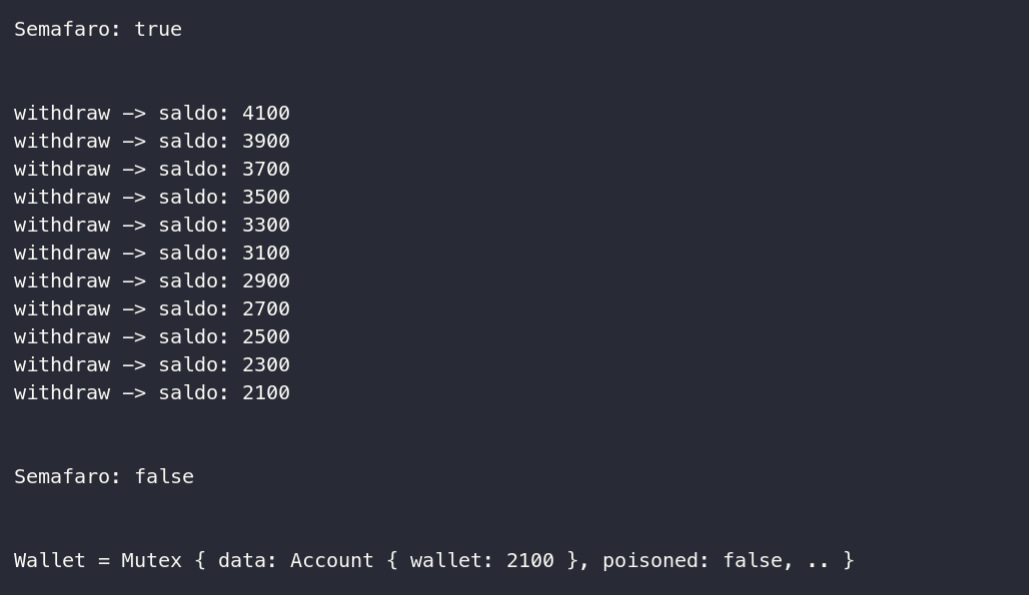 Semafaro: true
withdraw —> saldo: 4100
withdraw —> saldo: 3900
withdraw —> saldo: 3700
withdraw —> saldo: 3500
withdraw —> saldo: 3300
withdraw —> saldo: 3100
withdraw —> saldo: 2900
withdraw —> saldo: 2700
withdraw —> saldo: 2500
withdraw —> saldo: 2300
withdraw —> saldo: 2100
Semafaro: false
Wallet = Mutex { data: Account { wallet: 2100 }, poisoned: false, .. }